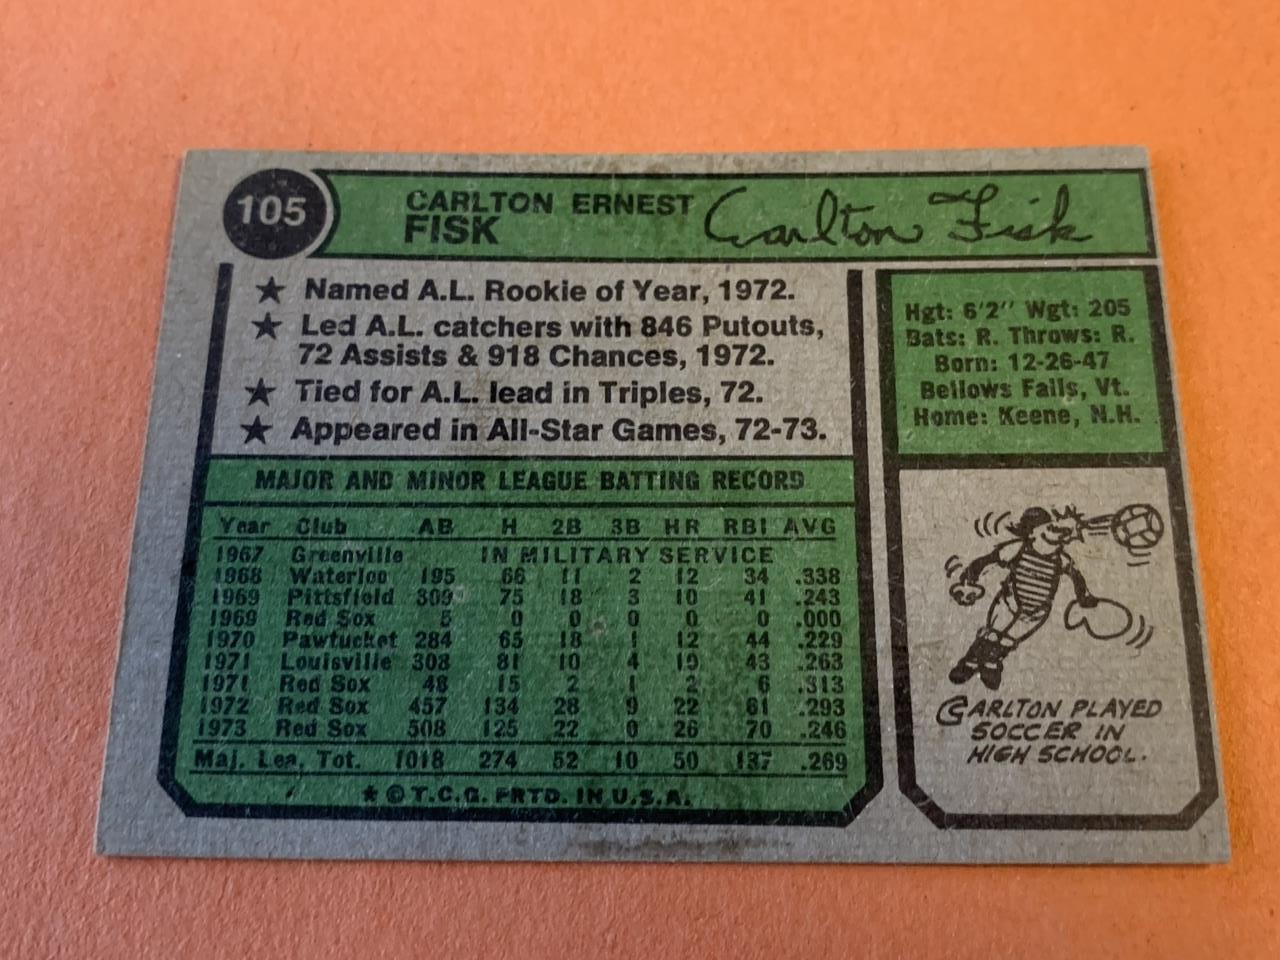 105
CARLTON ERNEST
FISK
Carlton Fisk
★ Named A.L. Rookie of Year, 1972.
★ Led A.L. catchers with 846 Putouts,
72 Assists & 918 Chances, 1972.
★ Tied for A.L. lead in Triples, 72.
★ Appeared in All-Star Games, 72-73.
Hgt: 6'2" Wgt: 205
Bats: R. Throws: R.
Born: 12-26-47
Bellows Falls, Vt.
Home: Keene, N.H.
MAJOR AND MINOR LEAGUE BATTING RECORD
Year Club AB H 2B 3B HR RBI AVG
1967 Greenville IN MILITARY SERVICE
1968 Waterloo 195 66 11 2 12 34 .338
1969 Pittsfield 309 75 18 3 10 41 .243
1969 Red Sox 5 0 0 0 0 0 .000
1970 Pawtucket 284 65 18 1 12 44 .229
1971 Louisville 308 81 10 4 10 43 .263
1971 Red Sox 48 15 2 1 2 6 .313
1972 Red Sox 457 134 28 9 22 61 .293
1973 Red Sox 508 125 22 0 26 70 .246
Maj. Lea. Tot. 1018 274 52 10 50 137 .269
★ © T.C.G. PRTD. IN U.S.A.
CARLTON PLAYED
SOCCER IN
HIGH SCHOOL.